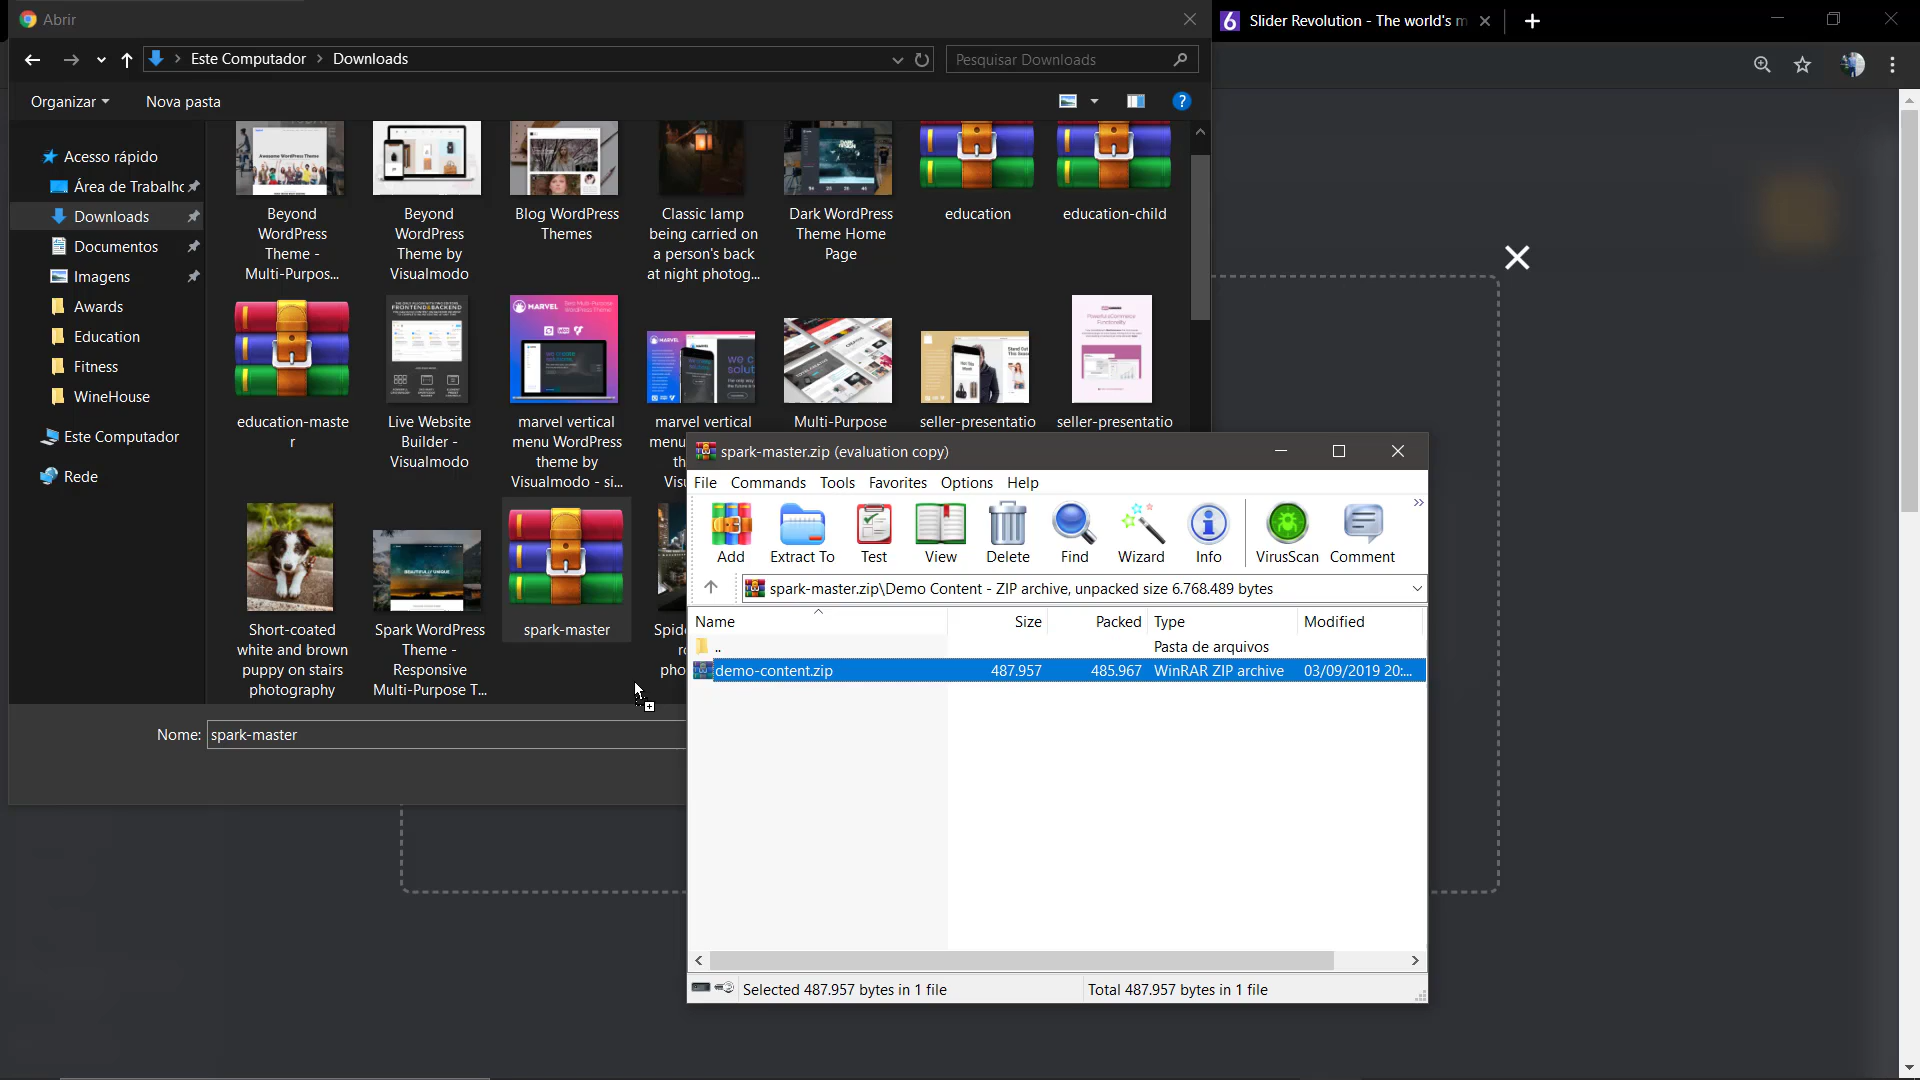 Abrir
Slider Revolution - The world's m
Este Computador
Downloads
Pesquisar Downloads
Organizar
Nova pasta
Acesso rápido
Área de Trabalhc
Downloads
Documentos
Imagens
Awards
Education
Fitness
WineHouse
Este Computador
Rede
Beyond
WordPress
Theme -
Multi-Purpos...
Beyond
WordPress
Theme by
Visualmodo
Blog WordPress
Themes
Classic lamp
being carried on
a person's back
at night photog...
Dark WordPress
Theme Home
Page
education
education-child
education-maste
r
Live Website
Builder -
Visualmodo
MARVEL
marvel vertical
menu WordPress
theme by
Visualmodo - si...
MARVEL
marvel vertical
Multi-Purpose
seller-presentatio
seller-presentatio
Short-coated
white and brown
puppy on stairs
photography
BEAUTIFULLY UNIQUE
Spark WordPress
Theme -
Responsive
Multi-Purpose T...
spark-master
Nome:
spark-master
spark-master.zip (evaluation copy)
File
Commands
Tools
Favorites
Options
Help
Add
Extract To
Test
View
Delete
Find
Wizard
Info
VirusScan
Comment
spark-master.zip\Demo Content - ZIP archive, unpacked size 6.768.489 bytes
Name
Size
Packed
Type
Modified
..
Pasta de arquivos
demo-content.zip
487.957
485.967
WinRAR ZIP archive
03/09/2019 20:...
Selected 487.957 bytes in 1 file
Total 487.957 bytes in 1 file